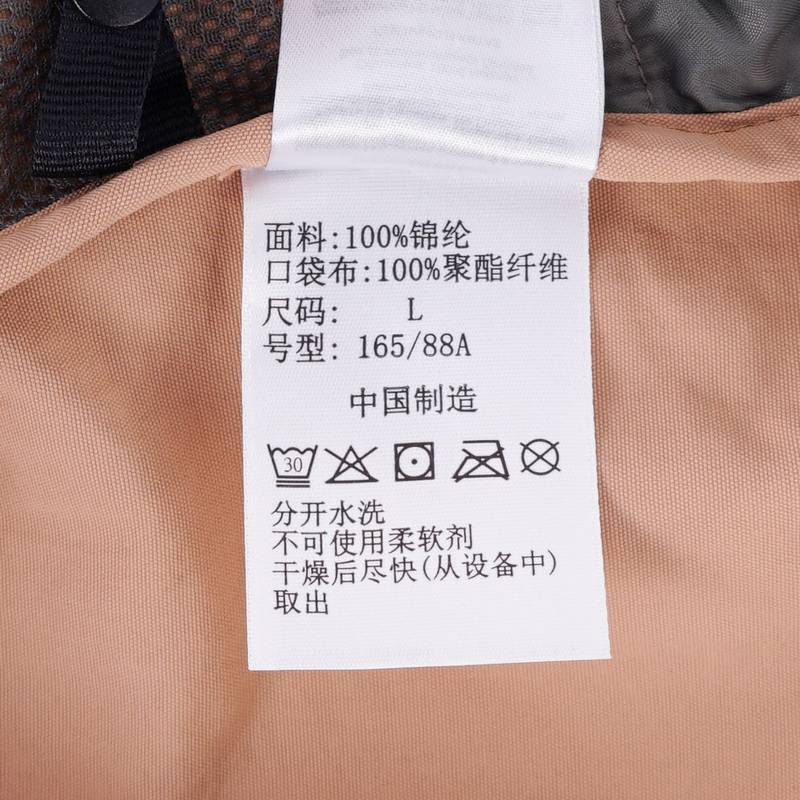 面料:100%锦纶
口袋布:100%聚酯纤维
尺码: L
号型: 165/88A
中国制造
30
分开水洗
不可使用柔软剂
干燥后尽快(从设备中)
取出